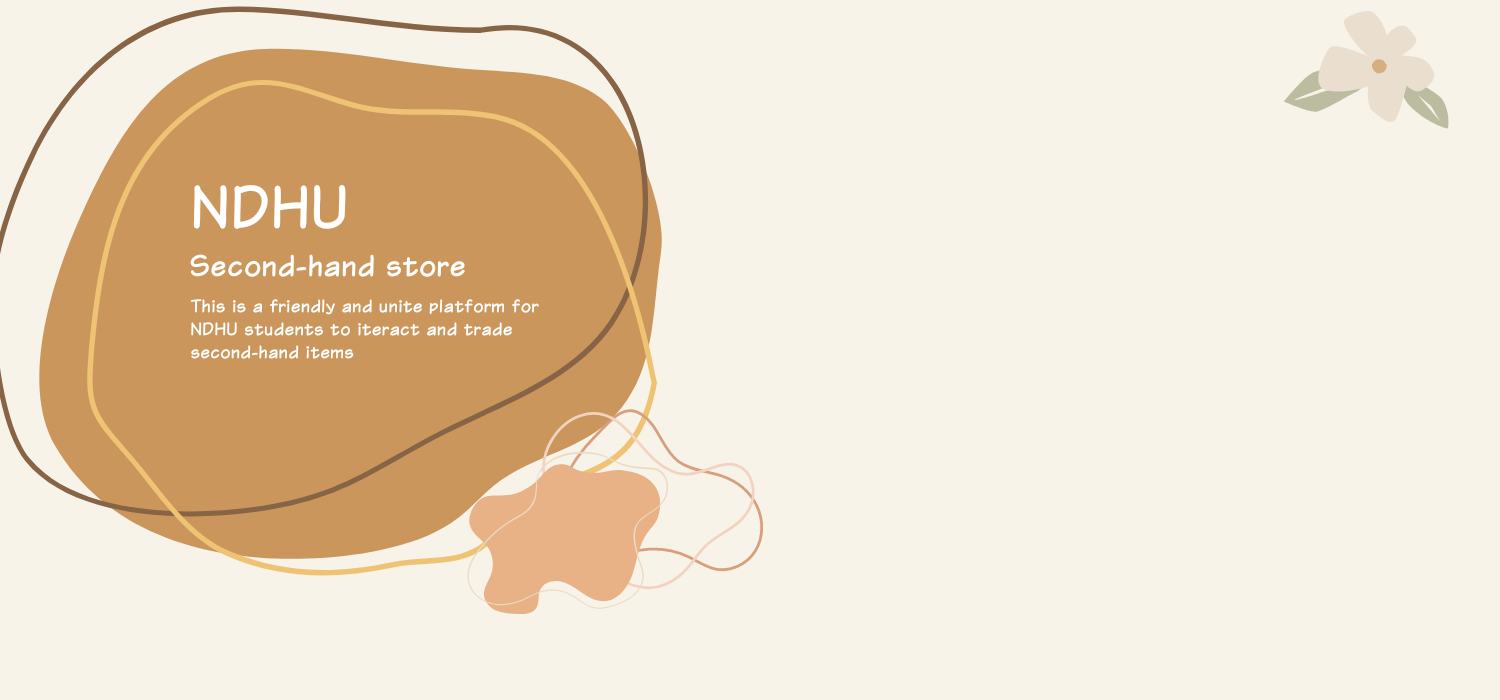 NDHU
Second-hand store
This is a friendly and unite platform for
NDHU students to iteract and trade
second-hand items